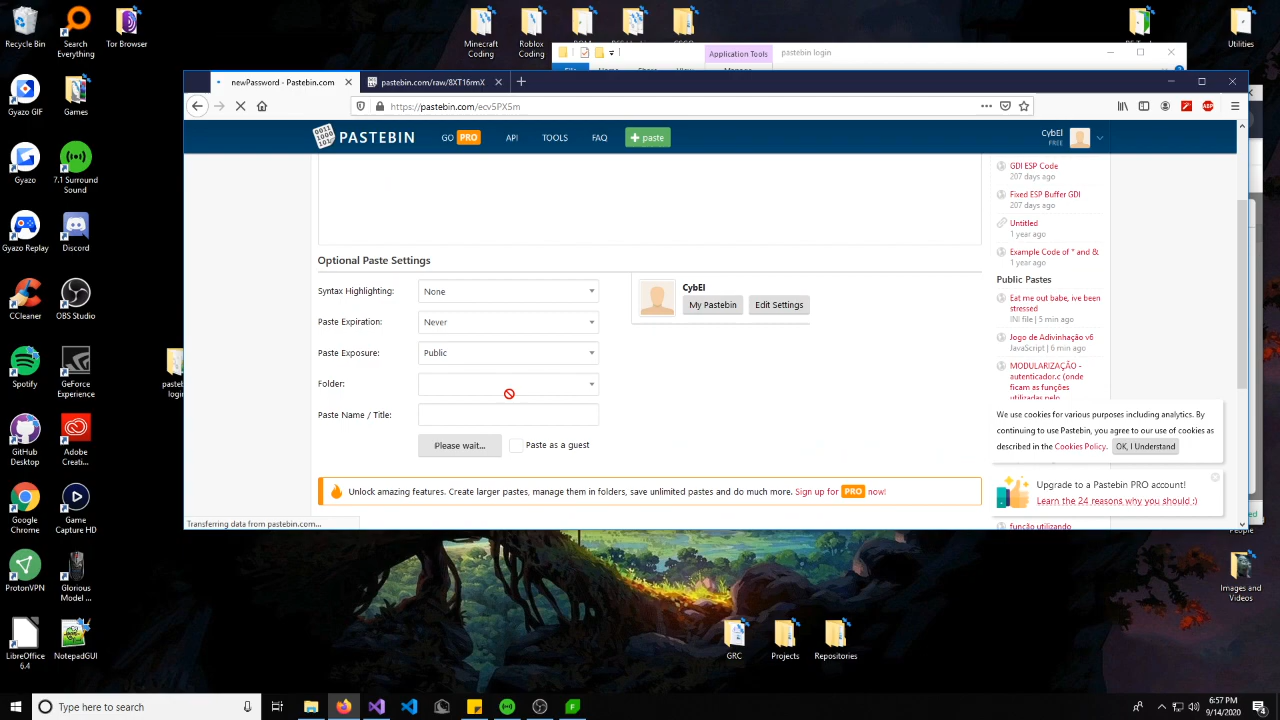 Recycle Bin
Search Everything
Tor Browser
Minecraft Coding
Roblox Coding
Utilities
Application Tools
pastebin login
newPassword - Pastebin.com
pastebin.com/raw/8XT16rmX
https://pastebin.com/ecv5PX5m
PASTEBIN
GO PRO
API
TOOLS
FAQ
paste
CybEl
FREE
GDI ESP Code
207 days ago
Fixed ESP Buffer GDI
207 days ago
Untitled
1 year ago
Example Code of * and &
1 year ago
Public Pastes
Eat me out babe, ive been stressed
INI file | 5 min ago
Jogo de Adivinhação v6
JavaScript | 6 min ago
MODULARIZAÇÃO - autenticador.c (onde ficam as funções utilizadas pelo
Optional Paste Settings
Syntax Highlighting:
None
Paste Expiration:
Never
Paste Exposure:
Public
Folder:
Paste Name / Title:
Please wait...
Paste as a guest
CybEl
My Pastebin
Edit Settings
We use cookies for various purposes including analytics. By
continuing to use Pastebin, you agree to our use of cookies as
described in the Cookies Policy.
OK, I Understand
Unlock amazing features. Create larger pastes, manage them in folders, save unlimited pastes and do much more. Sign up for PRO now!
Upgrade to a Pastebin PRO account!
Learn the 24 reasons why you should :)
função utilizando
Transferring data from pastebin.com...
Gyazo GIF
Games
Gyazo
7.1 Surround Sound
Gyazo Replay
Discord
CCleaner
OBS Studio
Spotify
GeForce Experience
GitHub Desktop
Adobe Creati...
Google Chrome
Game Capture HD
ProtonVPN
Glorious Model ...
LibreOffice 6.4
NotepadGUI
People
Images and Videos
GRC
Projects
Repositories
Type here to search
6:57 PM
9/14/2020